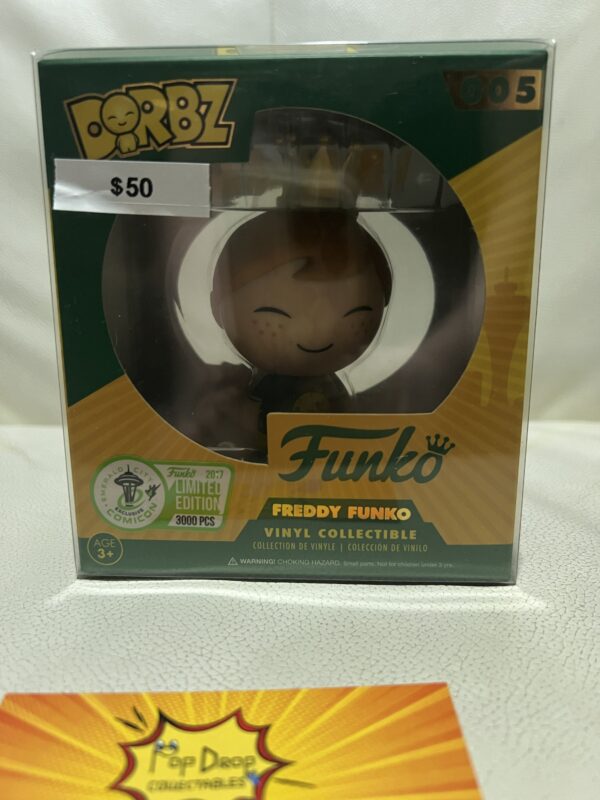 DORBZ
005
$50
Funko
FREDDY FUNKO
VINYL COLLECTIBLE
COLLECTION DE VINYLE | COLECCIÓN DE VINILO
EMERALD CITY
EXCLUSIVE
COMICON
Funko 2017
LIMITED
EDITION
3000 PCS
AGE
3+
⚠ WARNING! CHOKING HAZARD. Small parts. Not for children under 3 yrs.
Pop Drop
COLLECTABLES